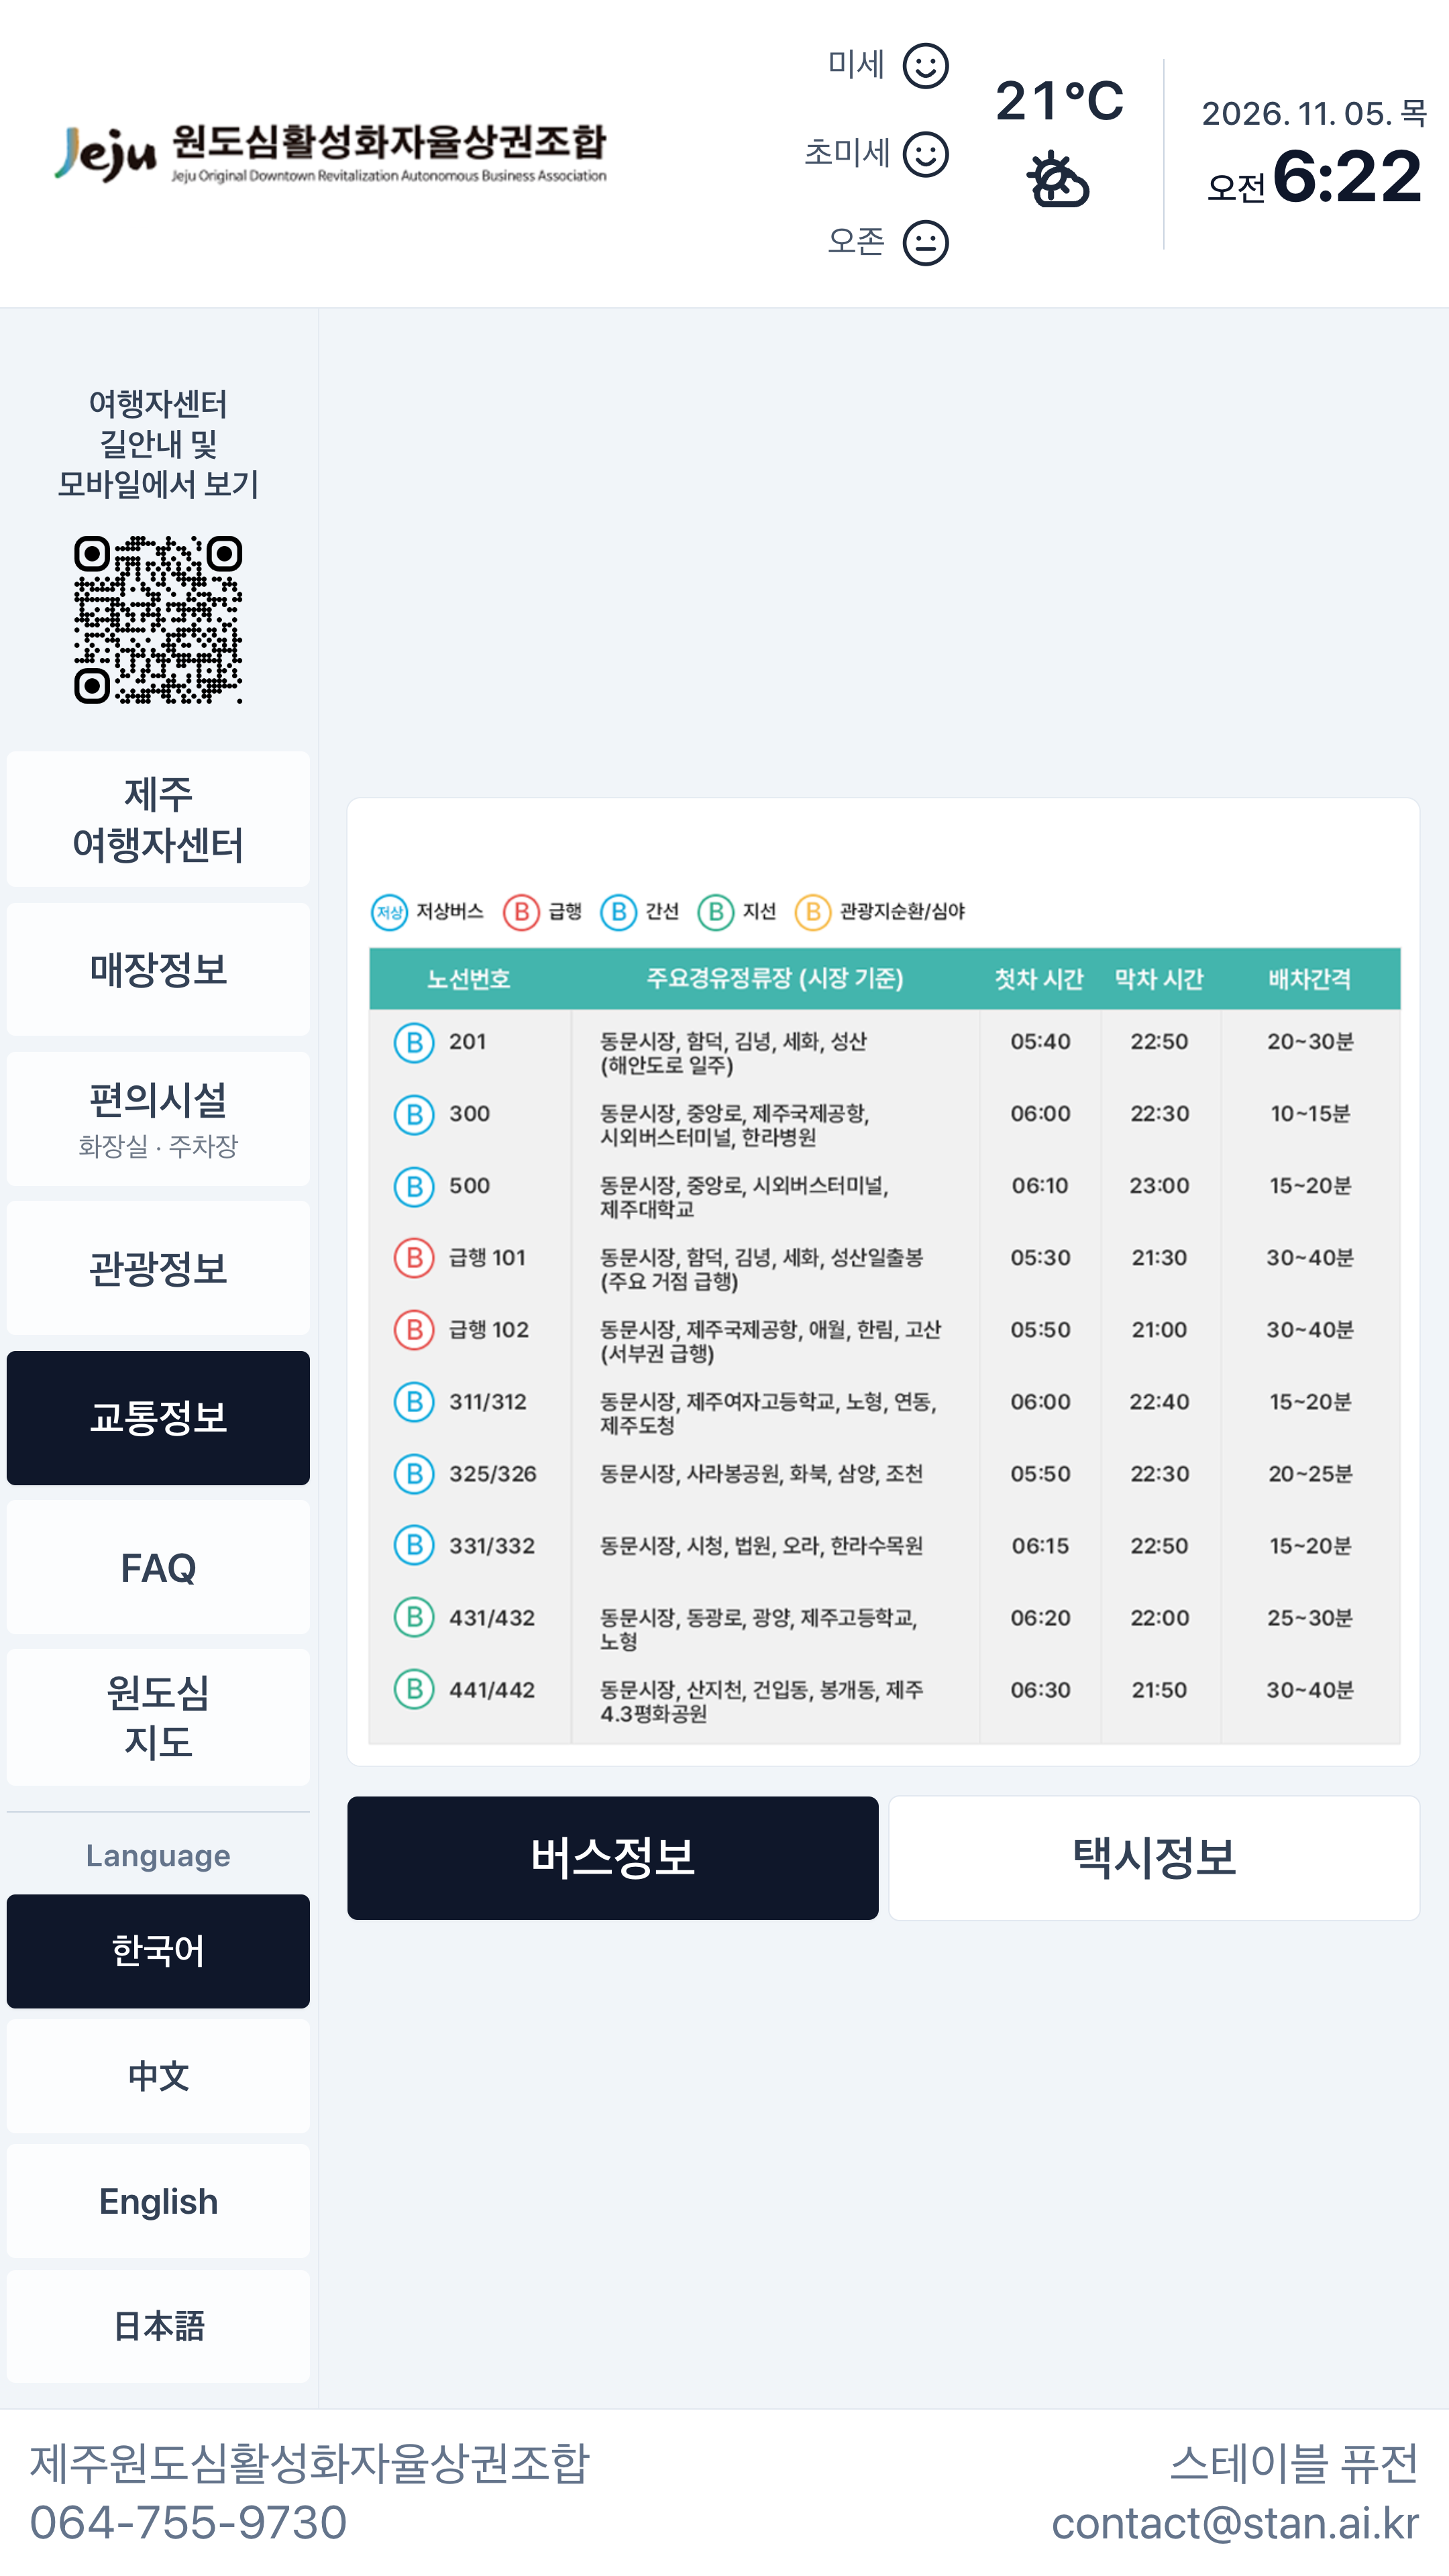 Jeju 원도심활성화자율상권조합
Jeju Original Downtown Revitalization Autonomous Business Association
미세
초미세
오존
21°C
2026. 11. 05. 목
오전 6:22
여행자센터
길안내 및
모바일에서 보기
제주
여행자센터
매장정보
편의시설
화장실 · 주차장
관광정보
교통정보
FAQ
원도심
지도
Language
한국어
中文
English
日本語
저상 저상버스 B 급행 B 간선 B 지선 B 관광지순환/심야
노선번호 주요경유정류장 (시장 기준) 첫차 시간 막차 시간 배차간격
B 201 동문시장, 함덕, 김녕, 세화, 성산 05:40 22:50 20~30분
(해안도로 일주)
B 300 동문시장, 중앙로, 제주국제공항, 06:00 22:30 10~15분
시외버스터미널, 한라병원
B 500 동문시장, 중앙로, 시외버스터미널, 06:10 23:00 15~20분
제주대학교
B 급행 101 동문시장, 함덕, 김녕, 세화, 성산일출봉 05:30 21:30 30~40분
(주요 거점 급행)
B 급행 102 동문시장, 제주국제공항, 애월, 한림, 고산 05:50 21:00 30~40분
(서부권 급행)
B 311/312 동문시장, 제주여자고등학교, 노형, 연동, 06:00 22:40 15~20분
제주도청
B 325/326 동문시장, 사라봉공원, 화북, 삼양, 조천 05:50 22:30 20~25분
B 331/332 동문시장, 시청, 법원, 오라, 한라수목원 06:15 22:50 15~20분
B 431/432 동문시장, 동광로, 광양, 제주고등학교, 06:20 22:00 25~30분
노형
B 441/442 동문시장, 산지천, 건입동, 봉개동, 제주 06:30 21:50 30~40분
4.3평화공원
버스정보
택시정보
제주원도심활성화자율상권조합
064-755-9730
스테이블 퓨전
contact@stan.ai.kr